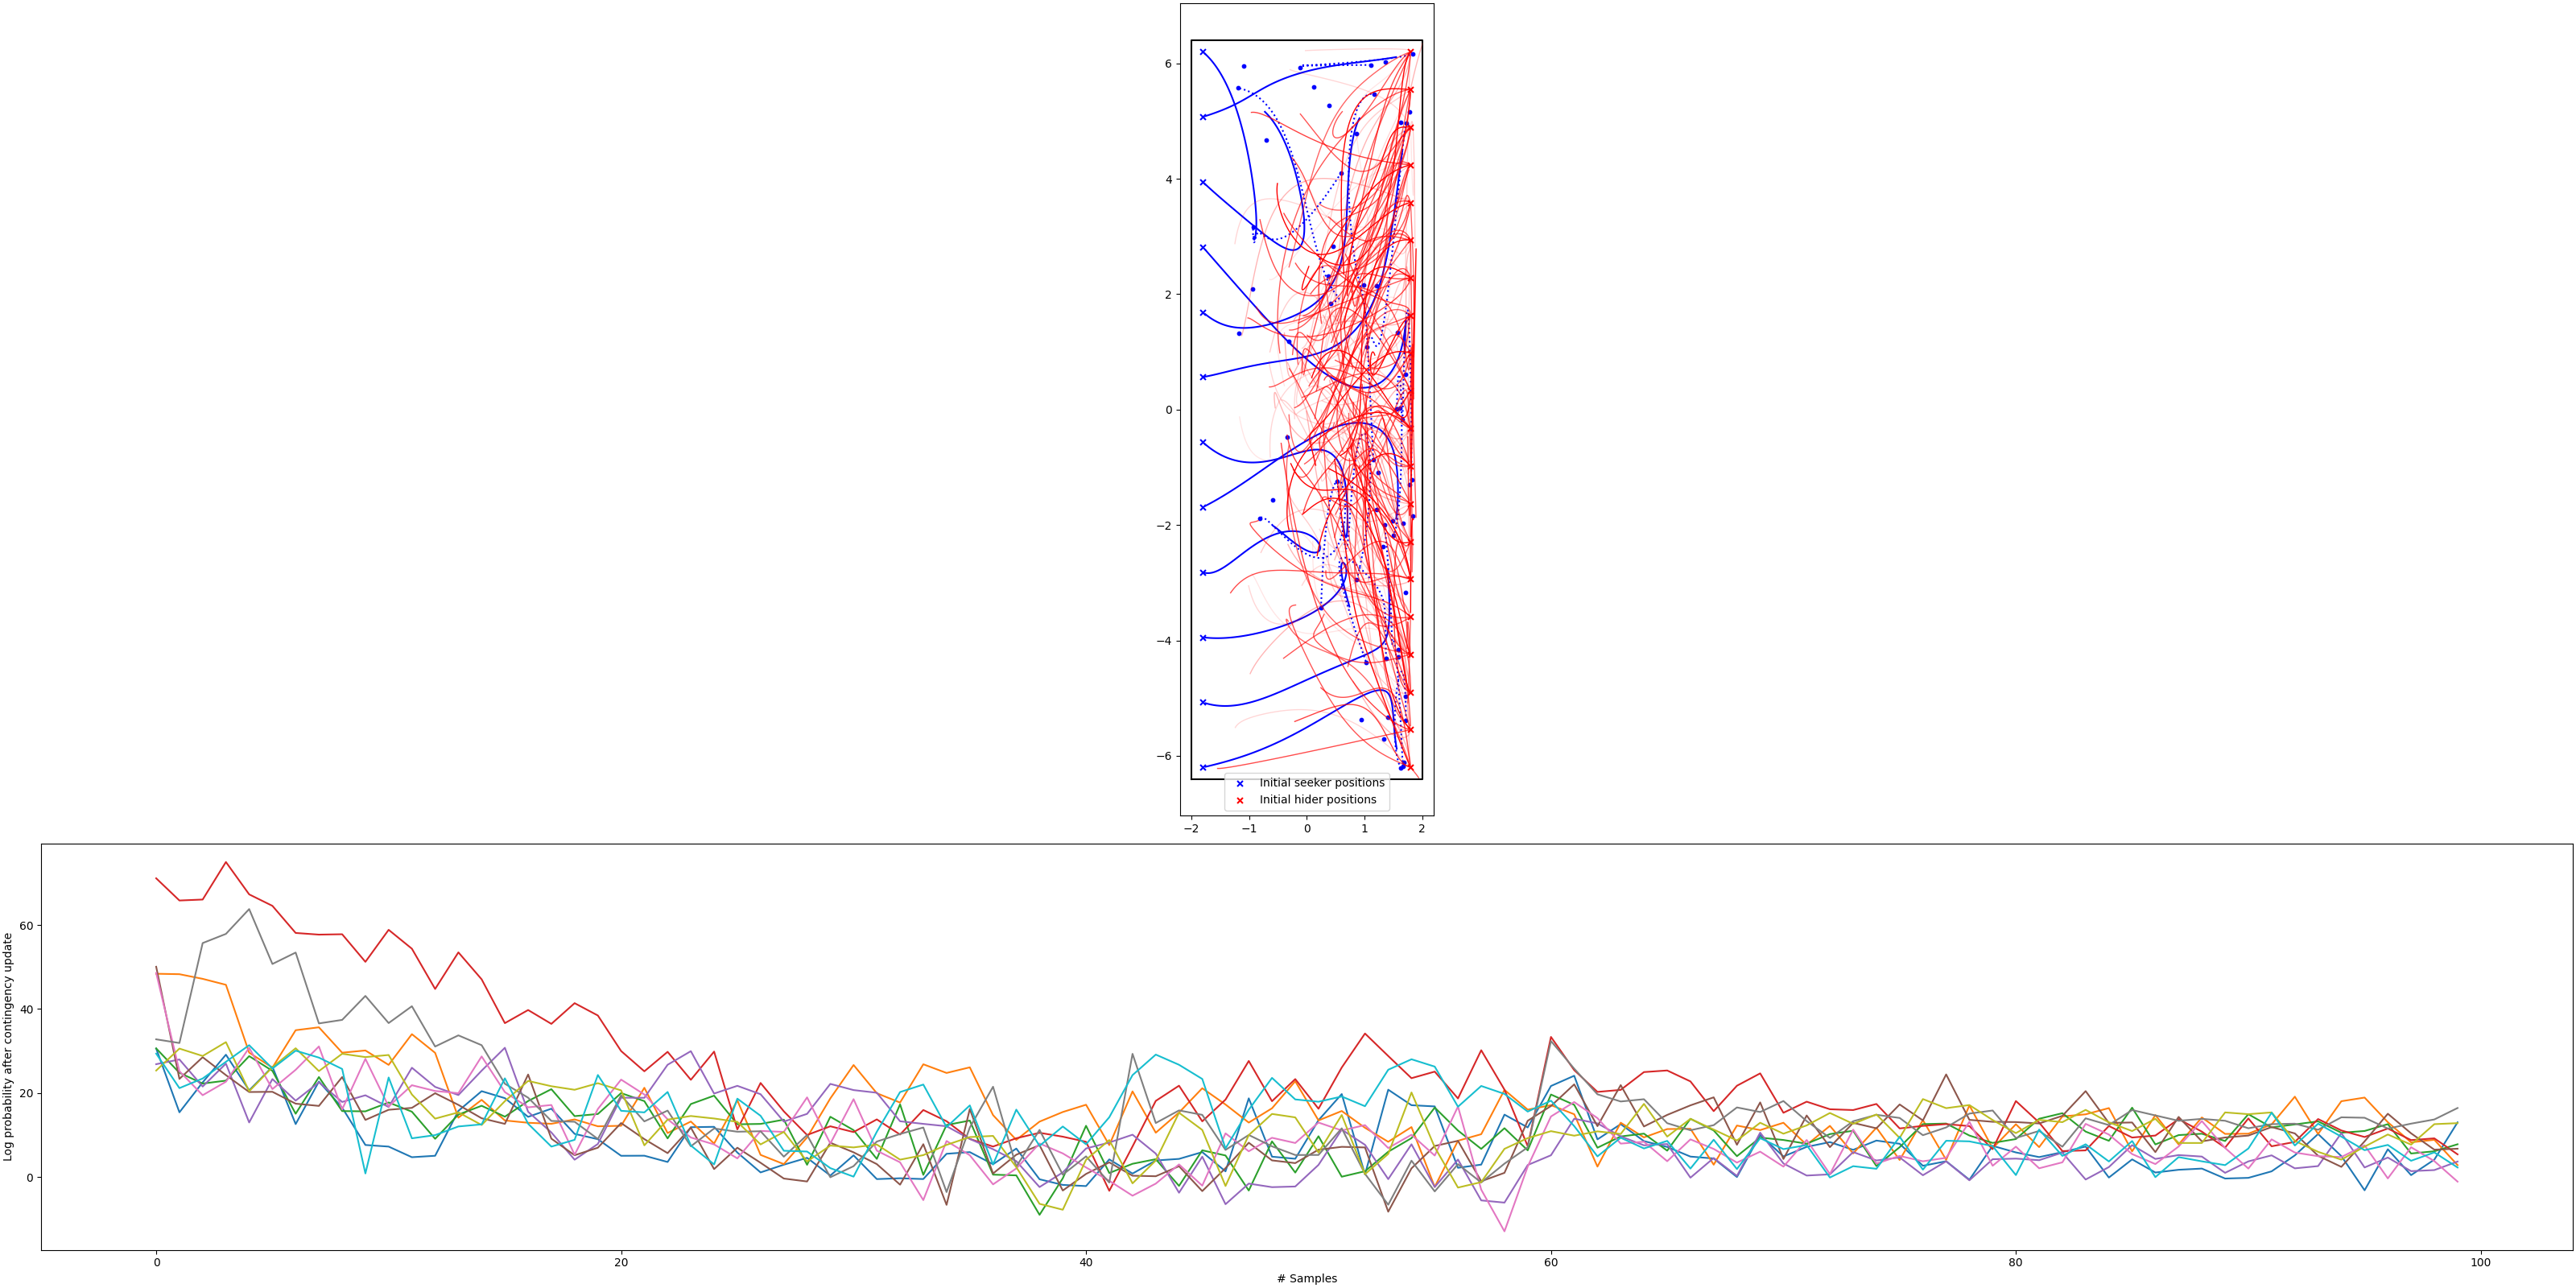 6
4
2
0
−2
−4
−6
Initial seeker positions
Initial hider positions
−2 −1 0 1 2
Log probability after contingency update
60
40
20
0
0 20 40 60 80 100
# Samples